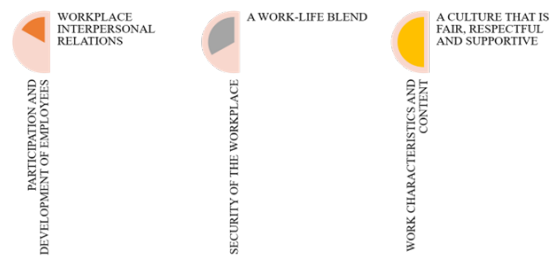 WORKPLACE
INTERPERSONAL
RELATIONS
PARTICIPATION AND
DEVELOPMENT OF EMPLOYEES
A WORK-LIFE BLEND
SECURITY OF THE WORKPLACE
A CULTURE THAT IS
FAIR, RESPECTFUL
AND SUPPORTIVE
WORK CHARACTERISTICS AND
CONTENT